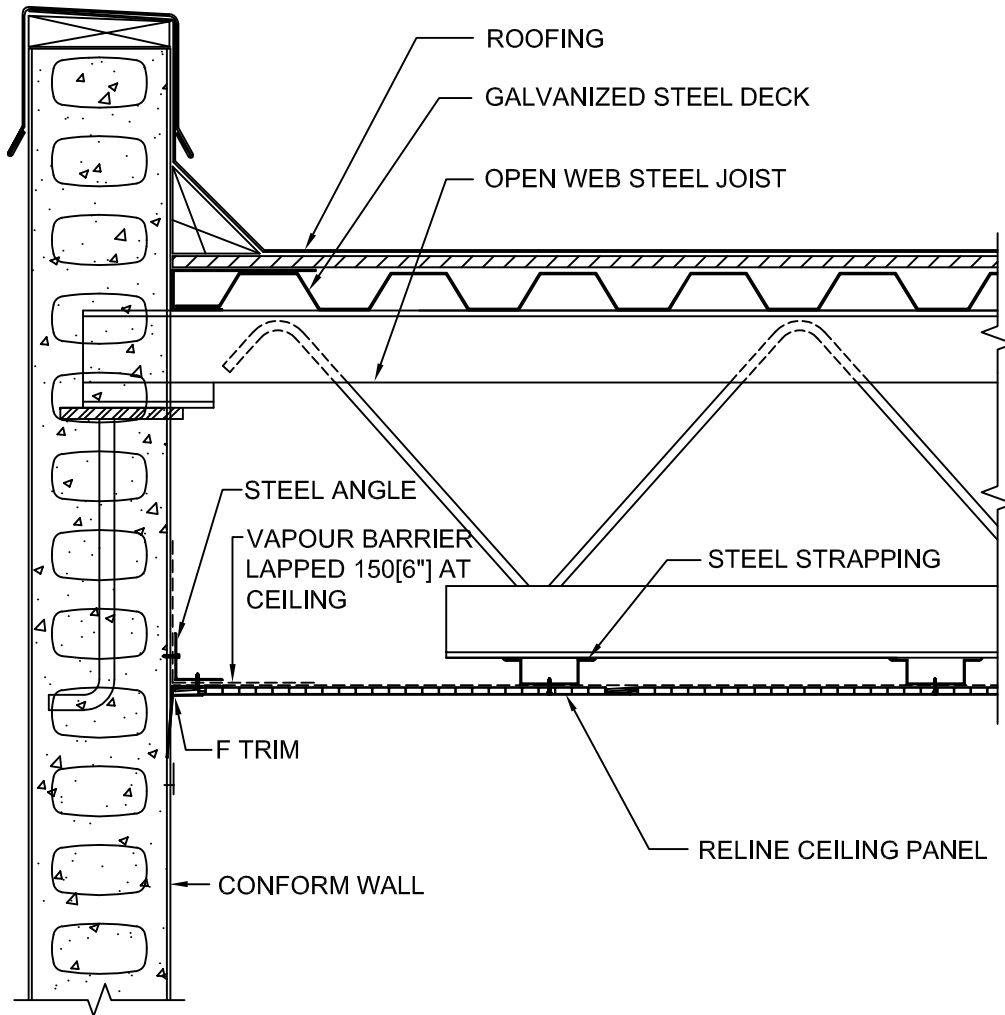 ROOFING
GALVANIZED STEEL DECK
OPEN WEB STEEL JOIST
STEEL ANGLE
VAPOUR BARRIER
LAPPED 150[6"] AT
CEILING
STEEL STRAPPING
F TRIM
RELINE CEILING PANEL
CONFORM WALL